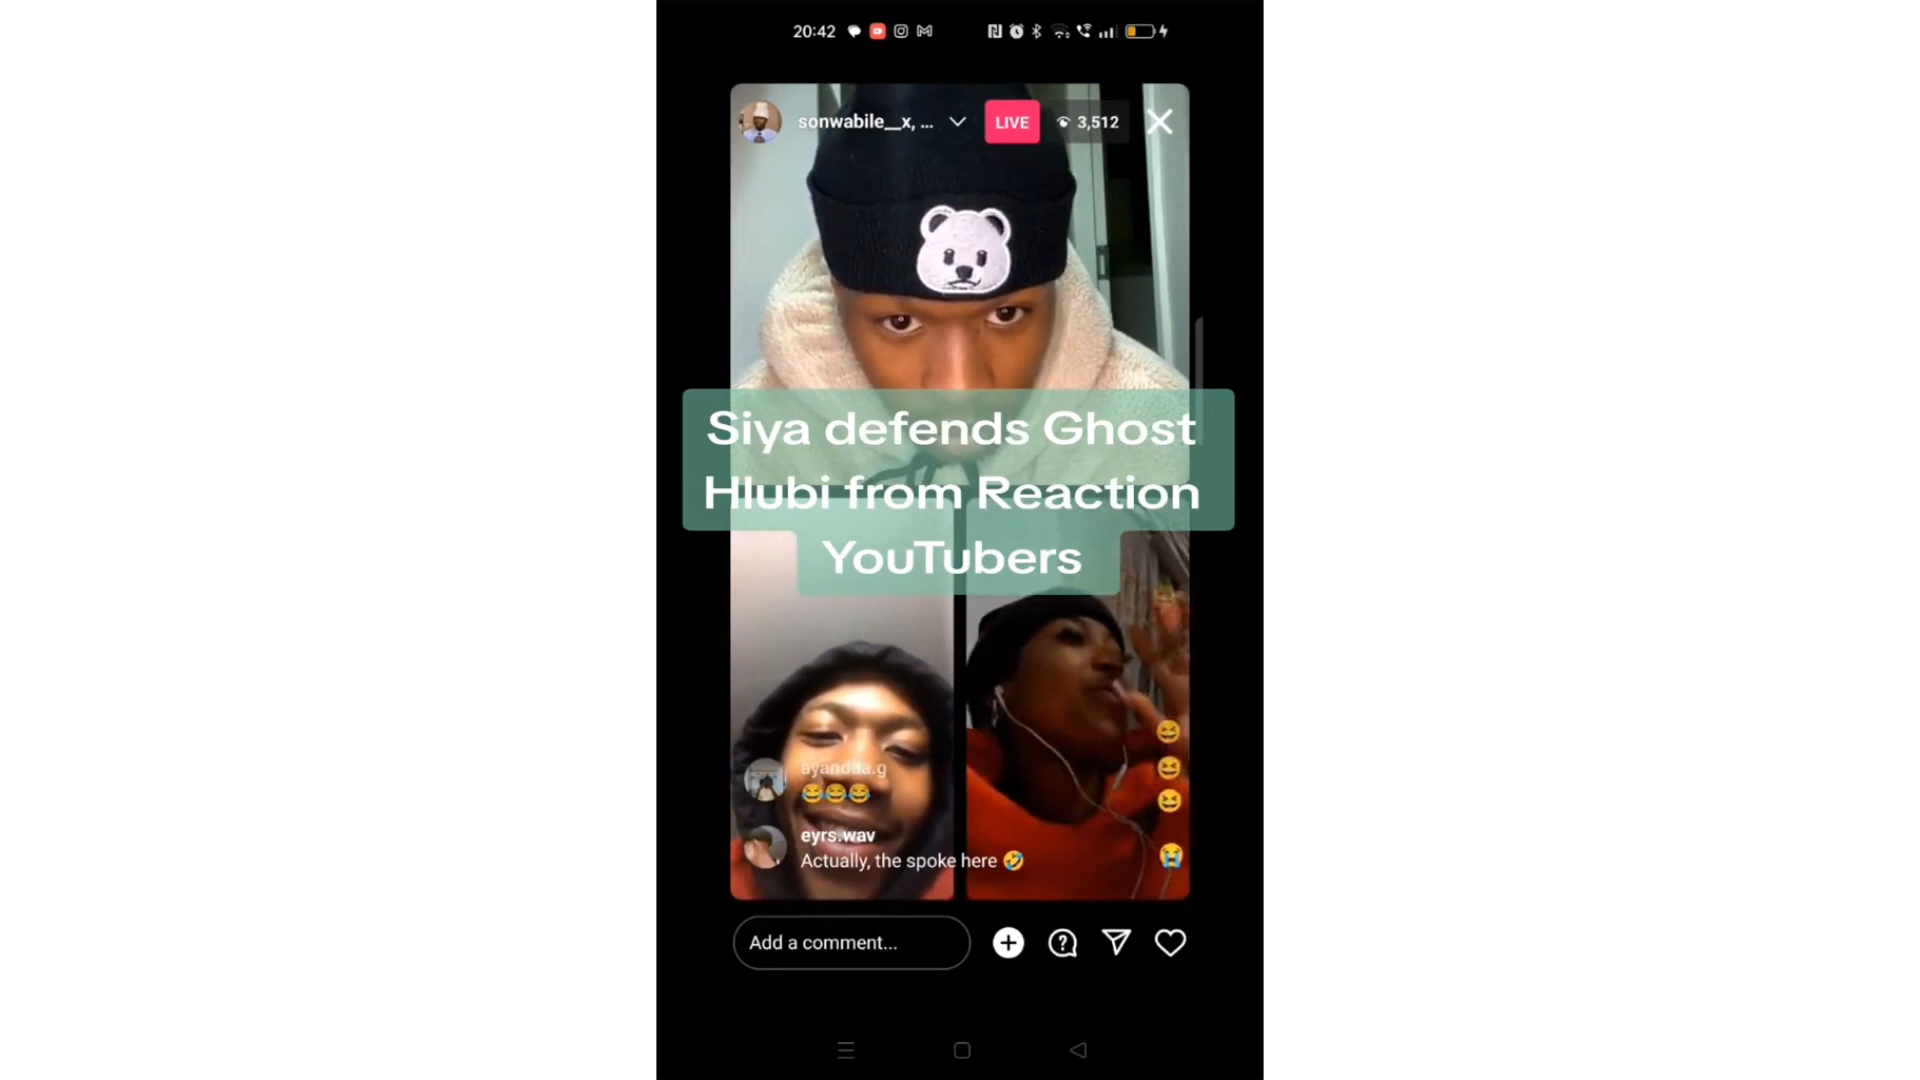 20:42
sonwabile__x, ...
LIVE
3,512
Siya defends Ghost
Hlubi from Reaction
YouTubers
ayandaa.g
😂😂😂
eyrs.wav
Actually, the spoke here 🤣
Add a comment...